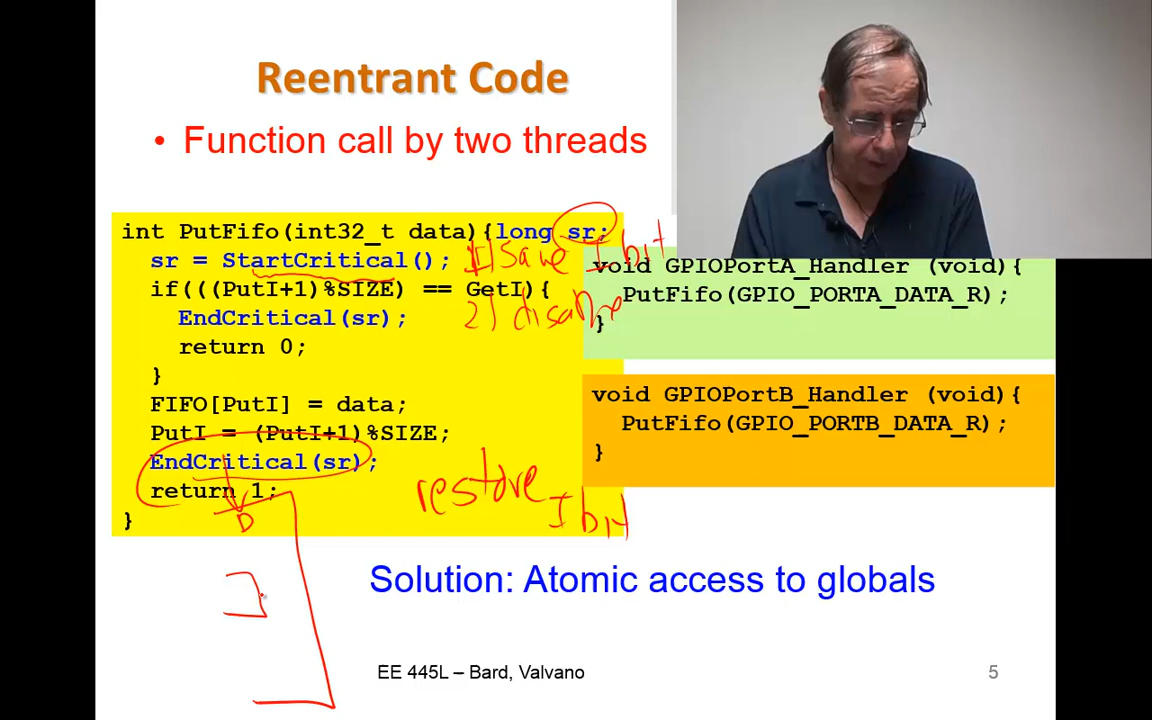 Reentrant Code
• Function call by two threads
int PutFifo(int32_t data){long sr;
sr = StartCritical();
if(((PutI+1)%SIZE) == GetI){
EndCritical(sr);
return 0;
}
FIFO[PutI] = data;
PutI = (PutI+1)%SIZE;
EndCritical(sr);
return 1;
}
1) save I bit
2) disable
restore
I bit
D
void GPIOPortA_Handler (void){
PutFifo(GPIO_PORTA_DATA_R);
}
void GPIOPortB_Handler (void){
PutFifo(GPIO_PORTB_DATA_R);
}
Solution: Atomic access to globals
EE 445L – Bard, Valvano
5